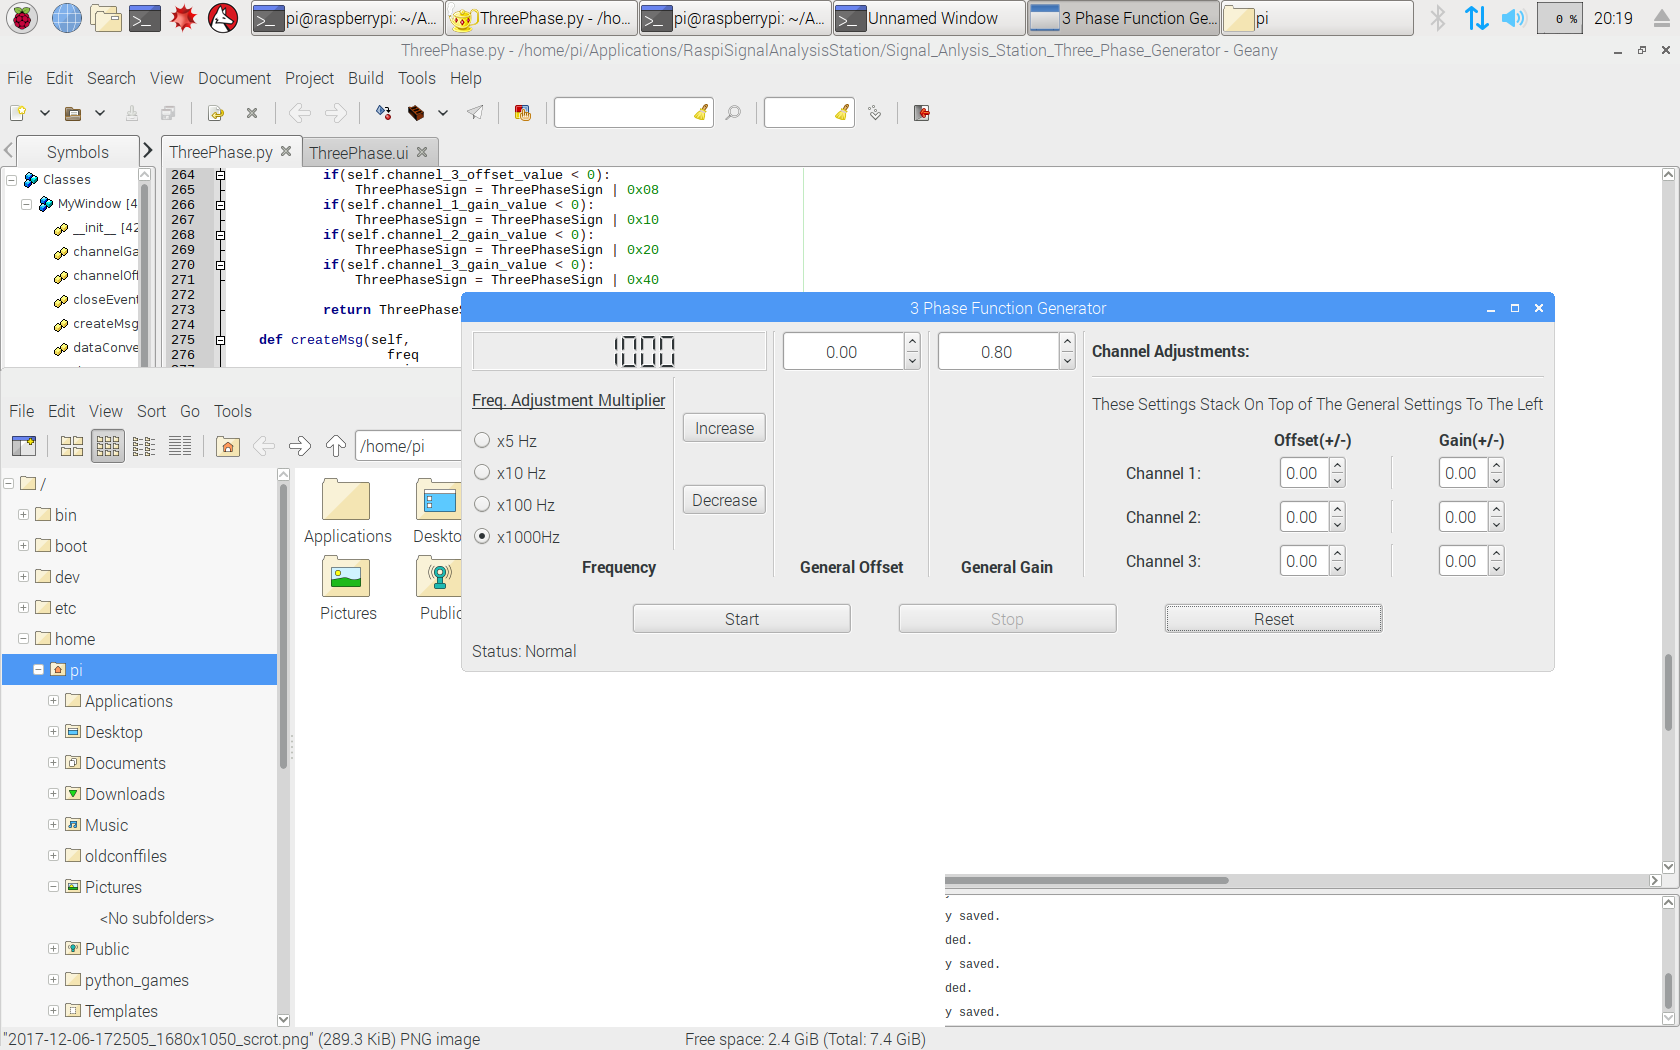 pi@raspberrypi: ~/A...
ThreePhase.py - /ho...
pi@raspberrypi: ~/A...
Unnamed Window
3 Phase Function Ge...
pi
0 %
20:19
ThreePhase.py - /home/pi/Applications/RaspiSignalAnalysisStation/Signal_Anlysis_Station_Three_Phase_Generator - Geany
File Edit Search View Document Project Build Tools Help
Symbols
ThreePhase.py
ThreePhase.ui
Classes
MyWindow [4
__init__ [42
channelGa
channelOff
closeEvent
createMsg
dataConve
264 if(self.channel_3_offset_value < 0):
265 ThreePhaseSign = ThreePhaseSign | 0x08
266 if(self.channel_1_gain_value < 0):
267 ThreePhaseSign = ThreePhaseSign | 0x10
268 if(self.channel_2_gain_value < 0):
269 ThreePhaseSign = ThreePhaseSign | 0x20
270 if(self.channel_3_gain_value < 0):
271 ThreePhaseSign = ThreePhaseSign | 0x40
272
273 return ThreePhaseS
274
275 def createMsg(self,
276 freq
3 Phase Function Generator
1000
0.00
0.80
Channel Adjustments:
Freq. Adjustment Multiplier
These Settings Stack On Top of The General Settings To The Left
Increase
Decrease
x5 Hz
x10 Hz
x100 Hz
x1000Hz
Offset(+/-) Gain(+/-)
Channel 1: 0.00 0.00
Channel 2: 0.00 0.00
Channel 3: 0.00 0.00
Frequency
General Offset
General Gain
Start
Stop
Reset
Status: Normal
File Edit View Sort Go Tools
/home/pi
/
bin
boot
dev
etc
home
pi
Applications
Desktop
Documents
Downloads
Music
oldconffiles
Pictures
<No subfolders>
Public
python_games
Templates
Applications
Deskto
Pictures
Public
y saved.
ded.
y saved.
ded.
y saved.
"2017-12-06-172505_1680x1050_scrot.png" (289.3 KiB) PNG image
Free space: 2.4 GiB (Total: 7.4 GiB)